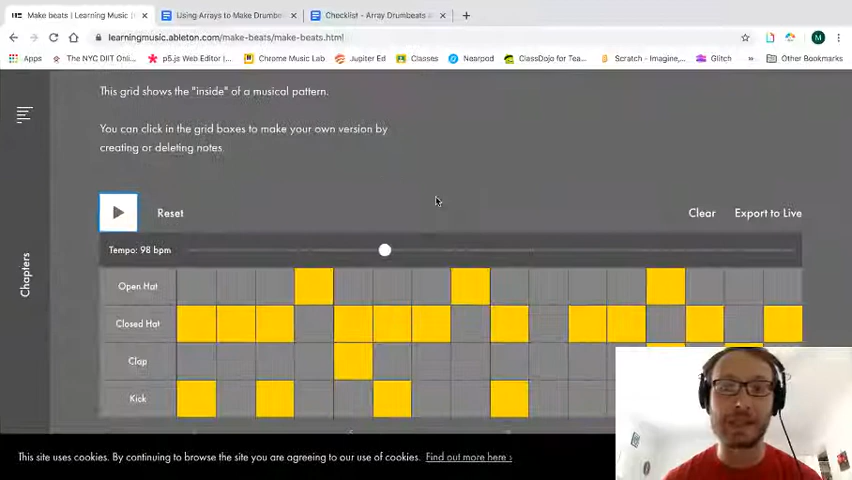 Make beats | Learning Music |
Using Arrays to Make Drumbe
Checklist - Array Drumbeats a
learningmusic.ableton.com/make-beats/make-beats.html
M
Apps
The NYC DIIT Onl...
p5.js Web Editor | ...
Chrome Music Lab
Jupiter Ed
Classes
Nearpod
ClassDojo for Tea...
Scratch - Imagine,...
Glitch
Other Bookmarks
This grid shows the "inside" of a musical pattern.
You can click in the grid boxes to make your own version by
creating or deleting notes.
Reset
Clear
Export to Live
Tempo: 98 bpm
Chapters
Open Hat
Closed Hat
Clap
Kick
This site uses cookies. By continuing to browse the site you are agreeing to our use of cookies. Find out more here ›